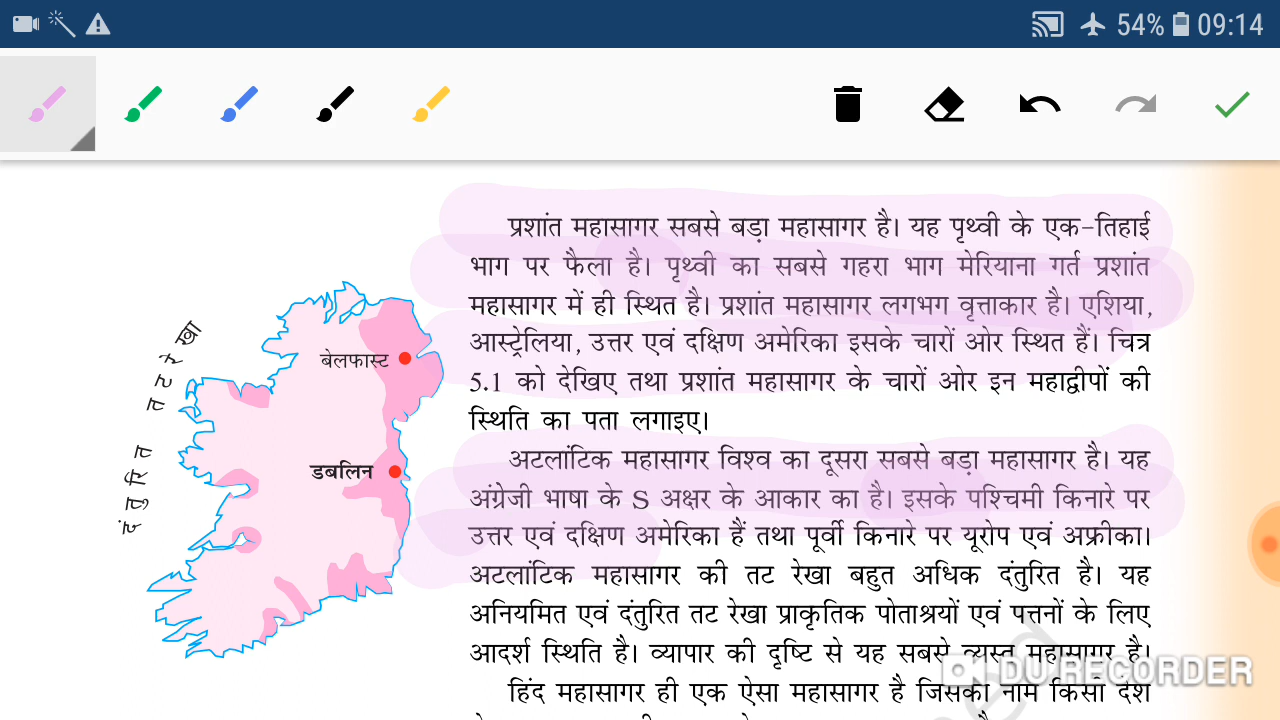 54% 09:14
प्रशांत महासागर सबसे बड़ा महासागर है। यह पृथ्वी के एक-तिहाई
भाग पर फैला है। पृथ्वी का सबसे गहरा भाग मेरियाना गर्त प्रशांत
महासागर में ही स्थित है। प्रशांत महासागर लगभग वृत्ताकार है। एशिया,
आस्ट्रेलिया, उत्तर एवं दक्षिण अमेरिका इसके चारों ओर स्थित हैं। चित्र
5.1 को देखिए तथा प्रशांत महासागर के चारों ओर इन महाद्वीपों की
स्थिति का पता लगाइए।
अटलांटिक महासागर विश्व का दूसरा सबसे बड़ा महासागर है। यह
अंग्रेजी भाषा के S अक्षर के आकार का है। इसके पश्चिमी किनारे पर
उत्तर एवं दक्षिण अमेरिका हैं तथा पूर्वी किनारे पर यूरोप एवं अफ्रीका।
अटलांटिक महासागर की तट रेखा बहुत अधिक दंतुरित है। यह
अनियमित एवं दंतुरित तट रेखा प्राकृतिक पोताश्रयों एवं पत्तनों के लिए
आदर्श स्थिति है। व्यापार की दृष्टि से यह सबसे व्यस्त महासागर है।
हिंद महासागर ही एक ऐसा महासागर है जिसका नाम किसी देश
दंतुरित तटरेखा
बेलफास्ट
डबलिन
DU RECORDER